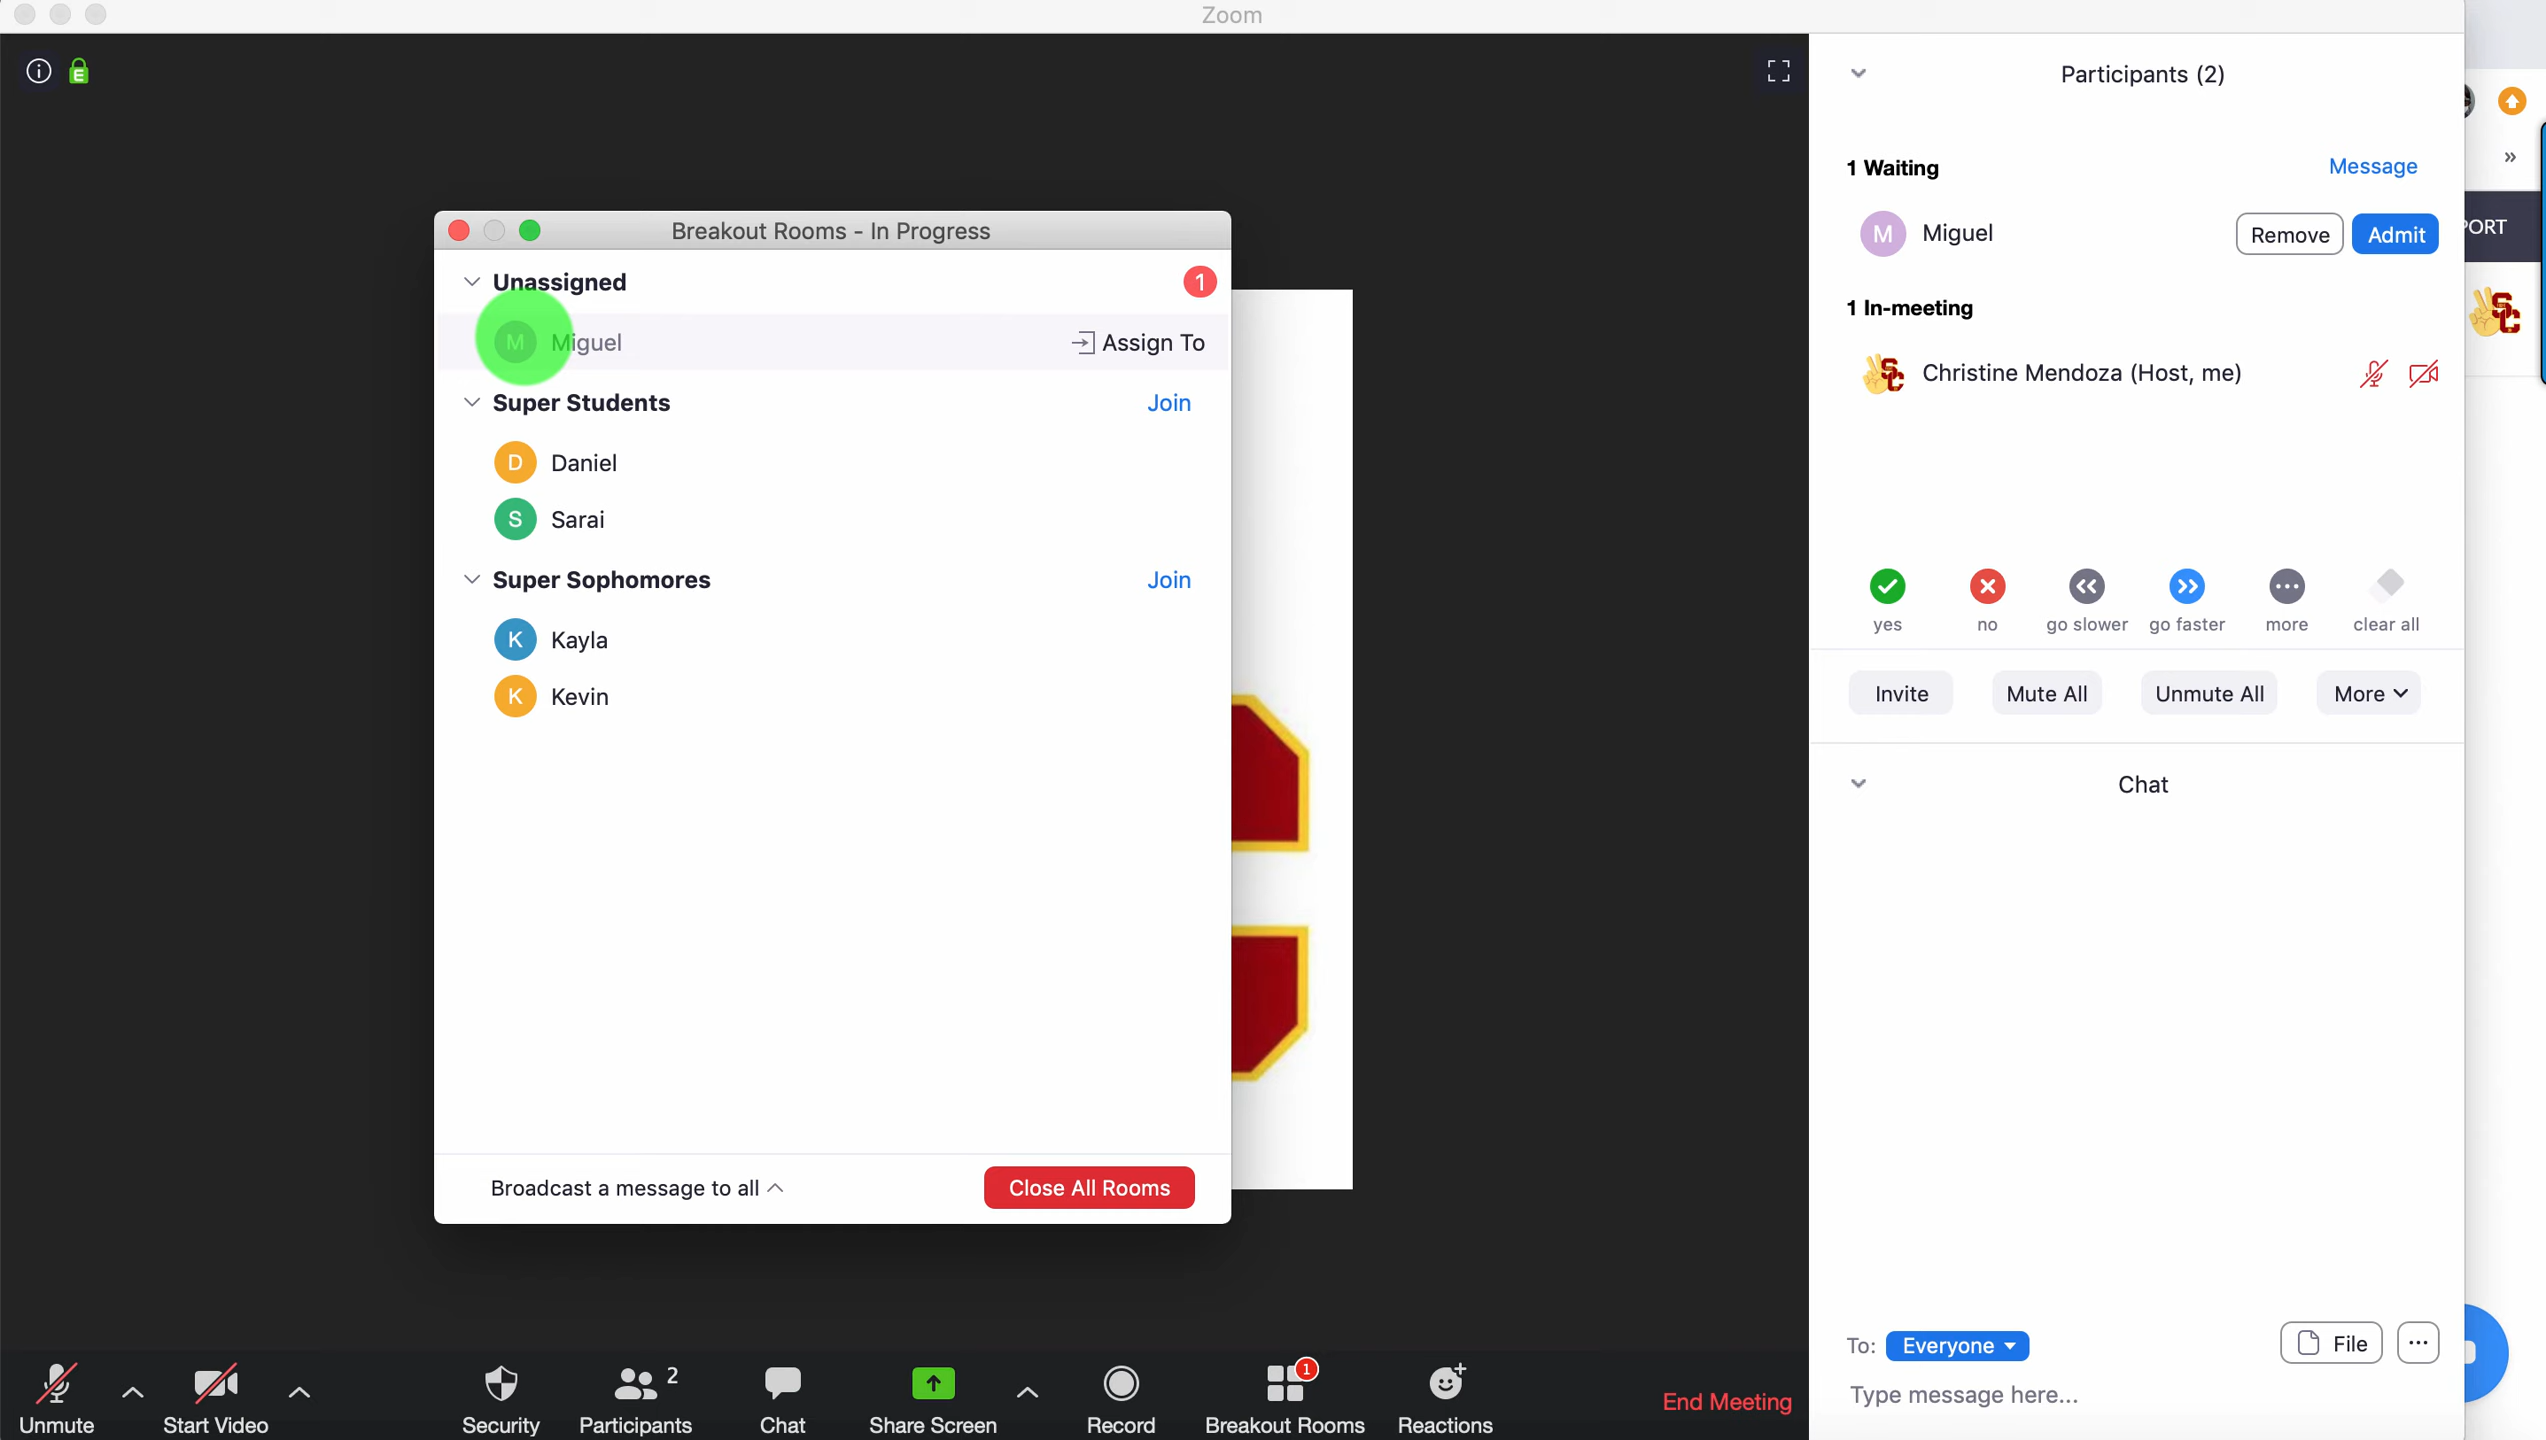 Zoom
Breakout Rooms - In Progress
Unassigned
1
M Miguel
Assign To
Super Students
Join
D Daniel
S Sarai
Super Sophomores
Join
K Kayla
K Kevin
Broadcast a message to all
Close All Rooms
Participants (2)
1 Waiting
Message
M Miguel
Remove
Admit
1 In-meeting
SC Christine Mendoza (Host, me)
yes
no
go slower
go faster
more
clear all
Invite
Mute All
Unmute All
More
Chat
To: Everyone
File
Type message here...
SC
Unmute
Start Video
Security
2
Participants
Chat
Share Screen
Record
1
Breakout Rooms
Reactions
End Meeting